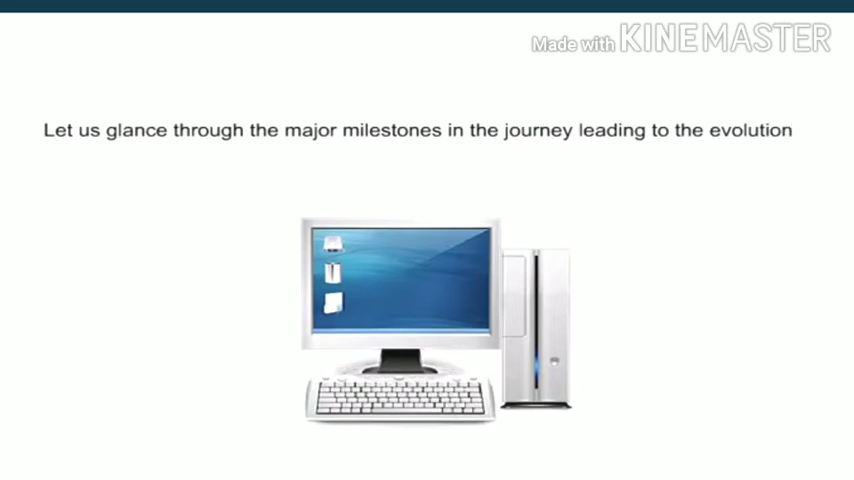 Made with KINEMASTER
Let us glance through the major milestones in the journey leading to the evolution